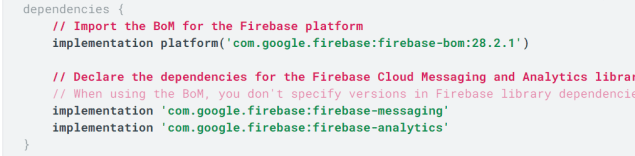 dependencies {
// Import the BoM for the Firebase platform
implementation platform('com.google.firebase:firebase-bom:28.2.1')
// Declare the dependencies for the Firebase Cloud Messaging and Analytics
// When using the BoM, you don't specify versions in Firebase library
implementation 'com.google.firebase:firebase-messaging'
implementation 'com.google.firebase:firebase-analytics'
}